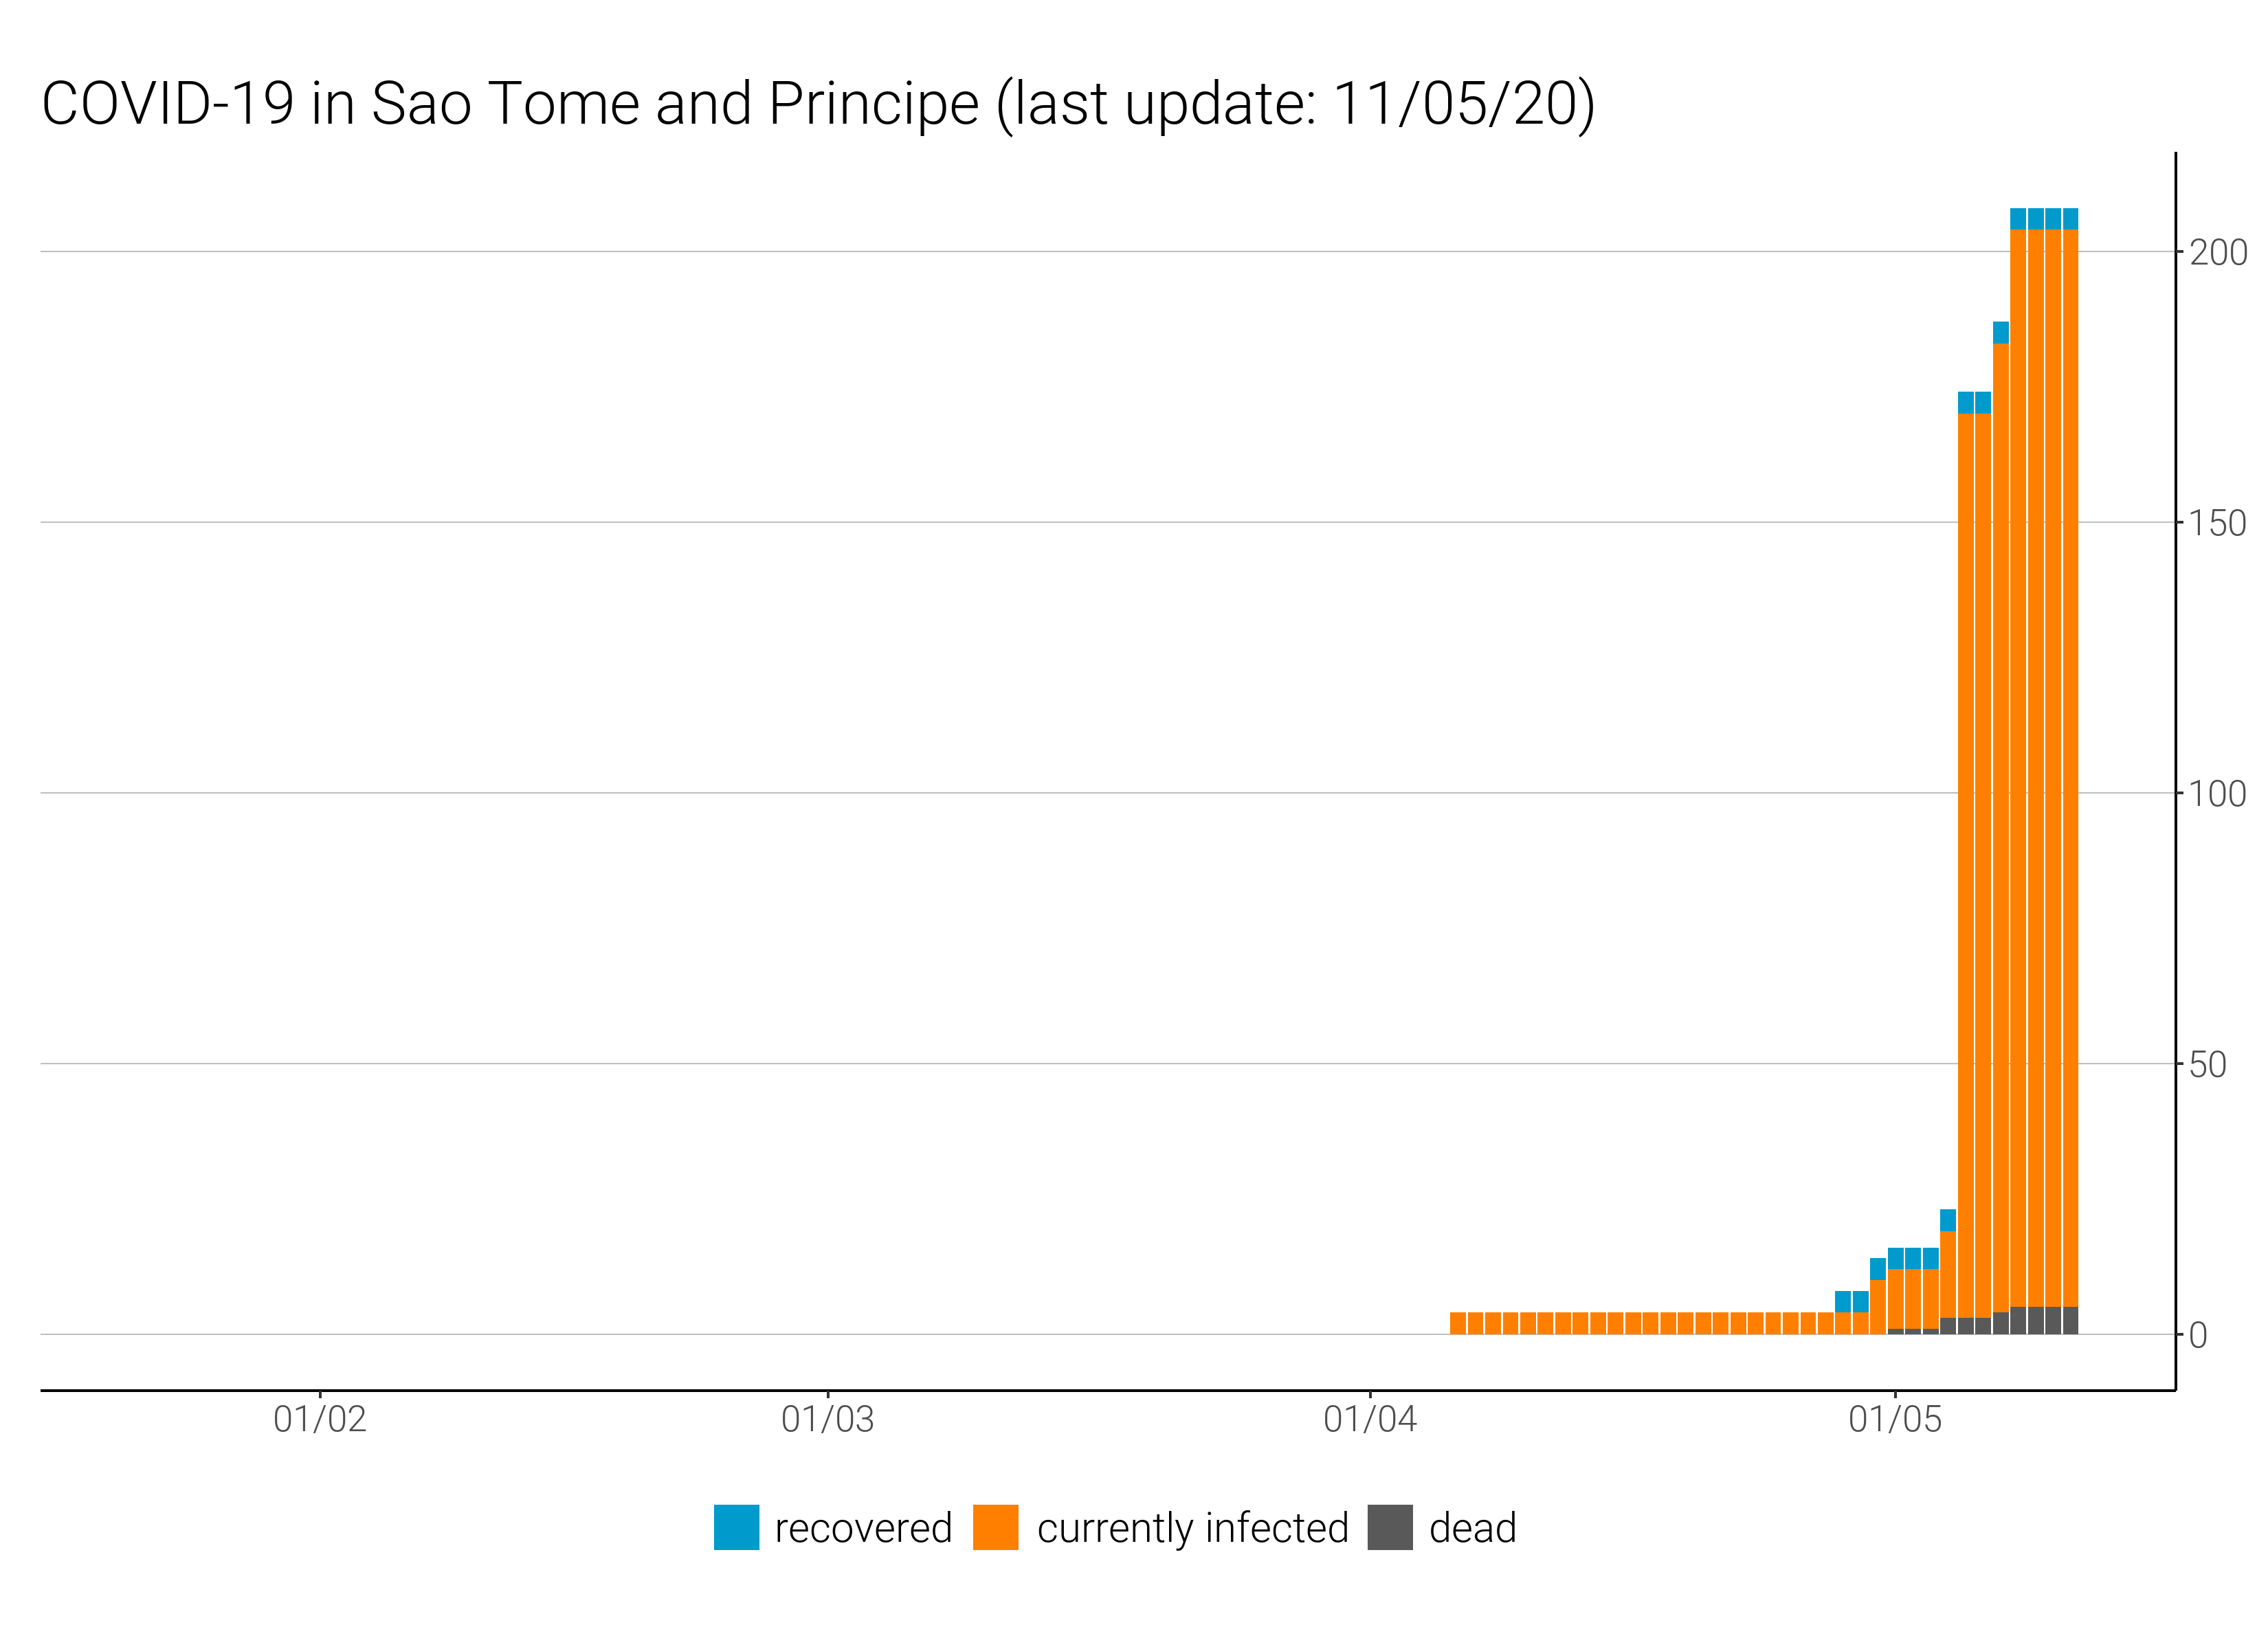 COVID-19 in Sao Tome and Principe (last update: 11/05/20)
200
150
100
50
0
01/02 01/03 01/04 01/05
recovered currently infected dead